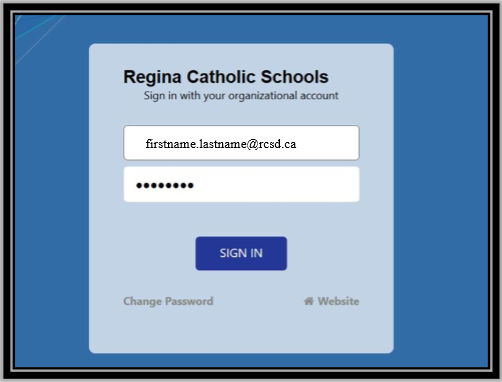 Regina Catholic Schools
Sign in with your organizational account
firstname.lastname@rcsd.ca
••••••••
SIGN IN
Change Password Website